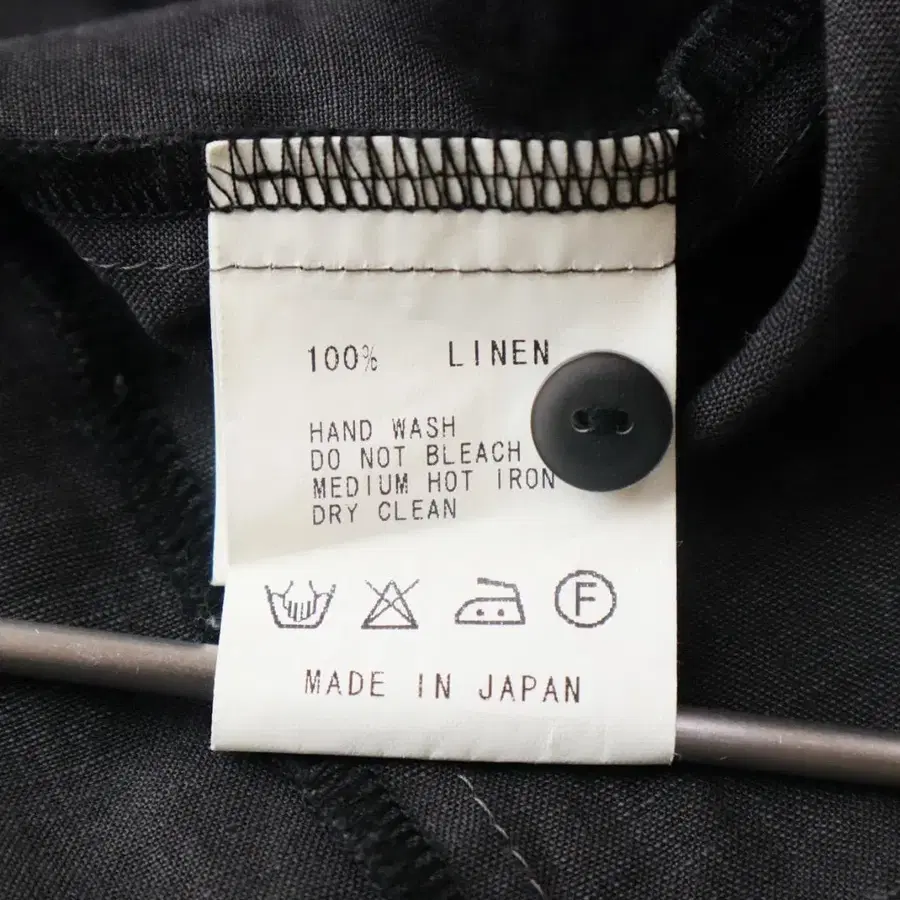 100% LINEN
HAND WASH
DO NOT BLEACH
MEDIUM HOT IRON
DRY CLEAN
F
MADE IN JAPAN